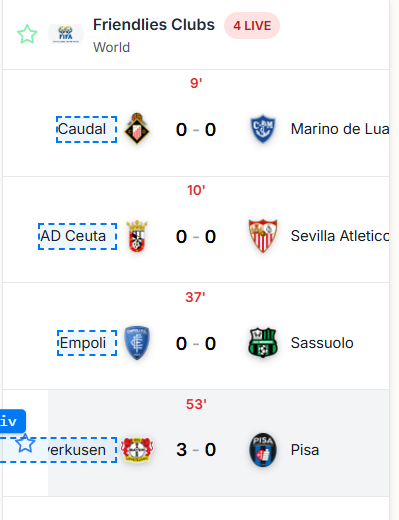 Friendlies Clubs 4 LIVE
World
9'
Caudal 0 - 0 Marino de Lua
10'
AD Ceuta 0 - 0 Sevilla Atletico
37'
Empoli 0 - 0 Sassuolo
53'
iv
verkusen 3 - 0 Pisa